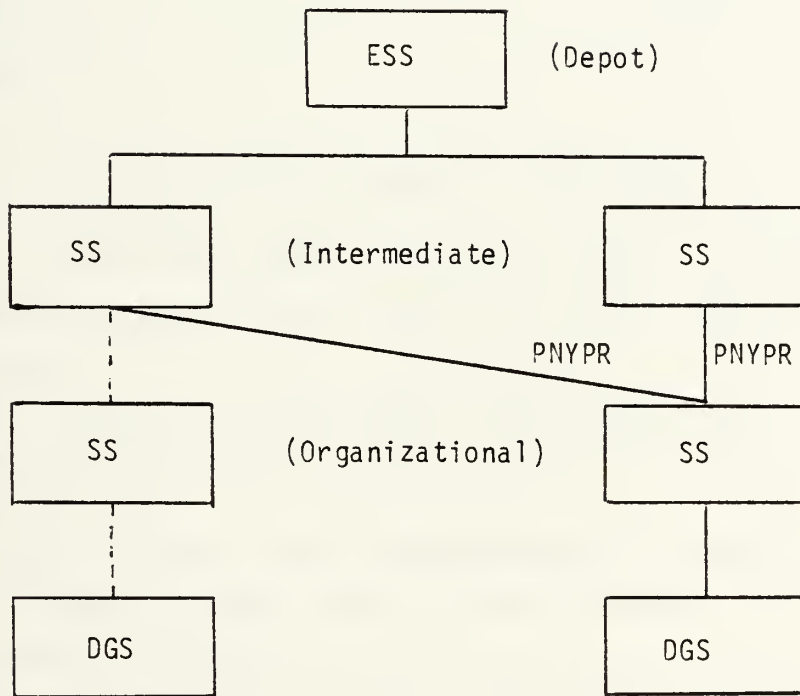 ESS (Depot)
SS (Intermediate) SS
PNYPR PNYPR
SS (Organizational) SS
DGS DGS